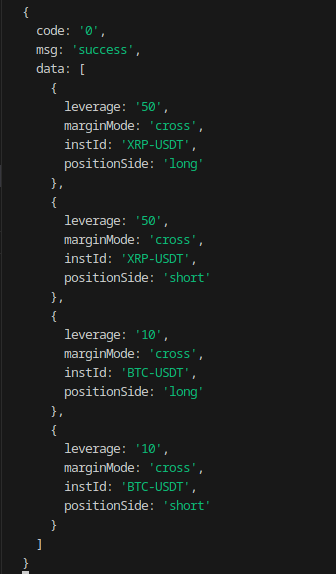 {
  code: '0',
  msg: 'success',
  data: [
    {
      leverage: '50',
      marginMode: 'cross',
      instId: 'XRP-USDT',
      positionSide: 'long'
    },
    {
      leverage: '50',
      marginMode: 'cross',
      instId: 'XRP-USDT',
      positionSide: 'short'
    },
    {
      leverage: '10',
      marginMode: 'cross',
      instId: 'BTC-USDT',
      positionSide: 'long'
    },
    {
      leverage: '10',
      marginMode: 'cross',
      instId: 'BTC-USDT',
      positionSide: 'short'
    }
  ]
}